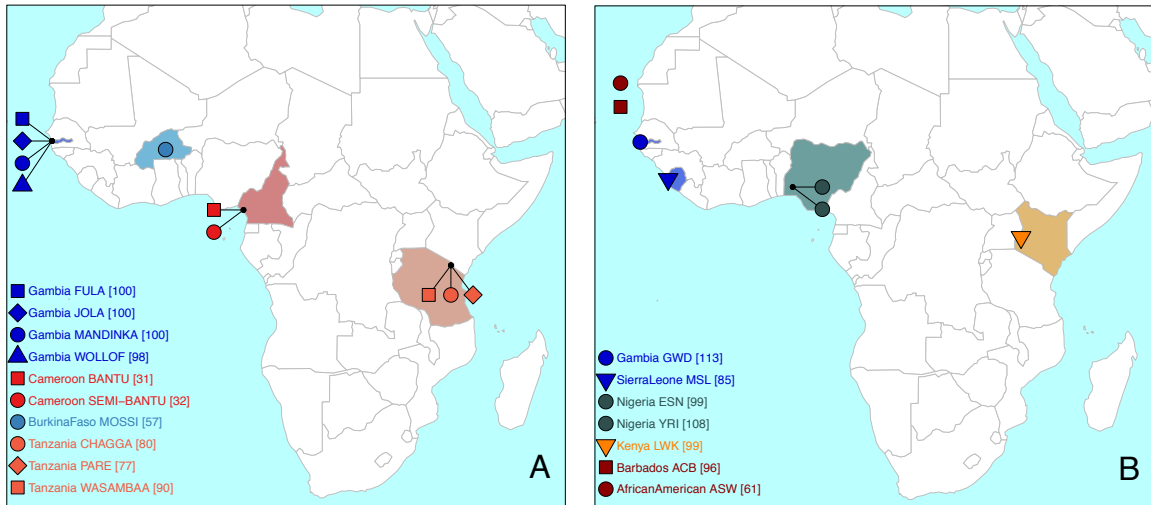 Gambia FULA [100]
Gambia JOLA [100]
Gambia MANDINKA [100]
Gambia WOLLOF [98]
Cameroon BANTU [31]
Cameroon SEMI−BANTU [32]
BurkinaFaso MOSSI [57]
Tanzania CHAGGA [80]
Tanzania PARE [77]
Tanzania WASAMBAA [90]
A
Gambia GWD [113]
SierraLeone MSL [85]
Nigeria ESN [99]
Nigeria YRI [108]
Kenya LWK [99]
Barbados ACB [96]
AfricanAmerican ASW [61]
B